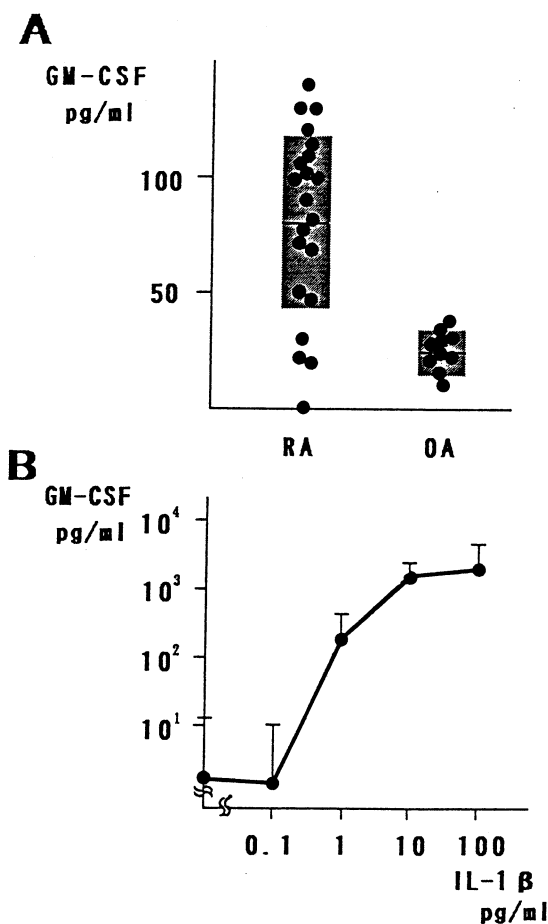 A
GM-CSF
pg/ml
100
50
RA
OA
B
GM-CSF
pg/ml
10⁴
10³
10²
10¹
0.1 1 10 100
IL-1 β
pg/ml